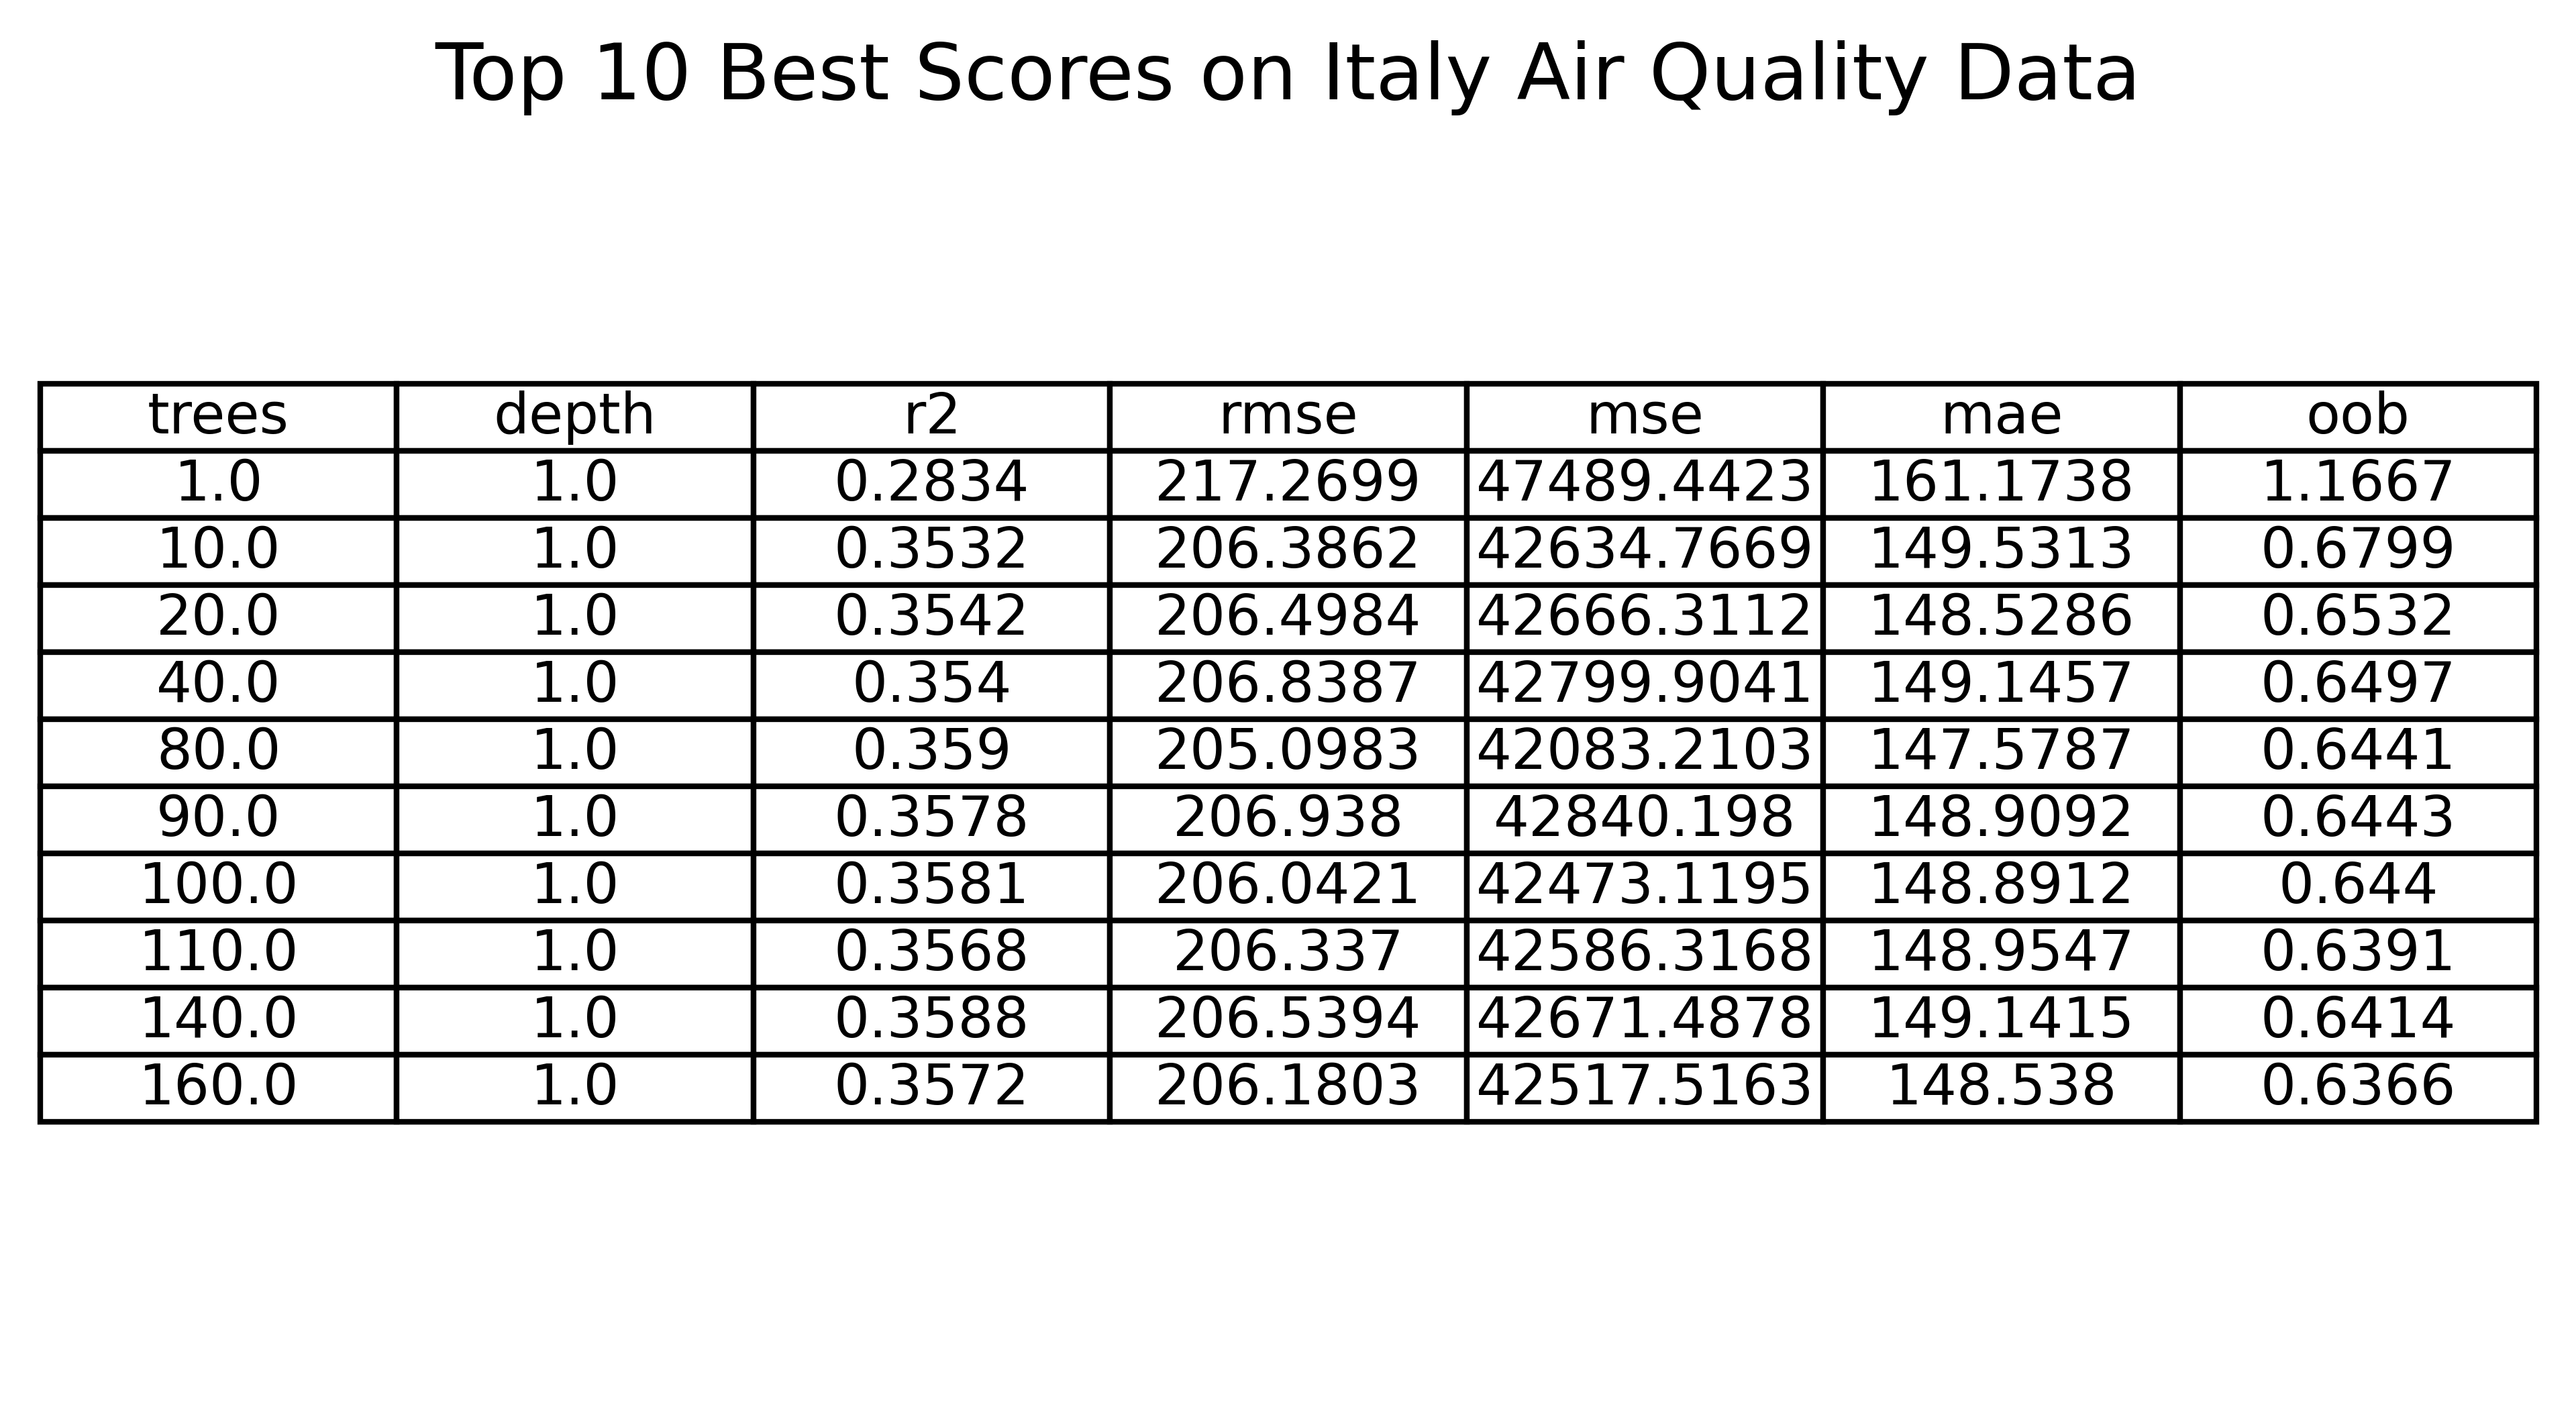 Top 10 Best Scores on Italy Air Quality Data
trees depth r2 rmse mse mae oob
1.0 1.0 0.2834 217.2699 47489.4423 161.1738 1.1667
10.0 1.0 0.3532 206.3862 42634.7669 149.5313 0.6799
20.0 1.0 0.3542 206.4984 42666.3112 148.5286 0.6532
40.0 1.0 0.354 206.8387 42799.9041 149.1457 0.6497
80.0 1.0 0.359 205.0983 42083.2103 147.5787 0.6441
90.0 1.0 0.3578 206.938 42840.198 148.9092 0.6443
100.0 1.0 0.3581 206.0421 42473.1195 148.8912 0.644
110.0 1.0 0.3568 206.337 42586.3168 148.9547 0.6391
140.0 1.0 0.3588 206.5394 42671.4878 149.1415 0.6414
160.0 1.0 0.3572 206.1803 42517.5163 148.538 0.6366